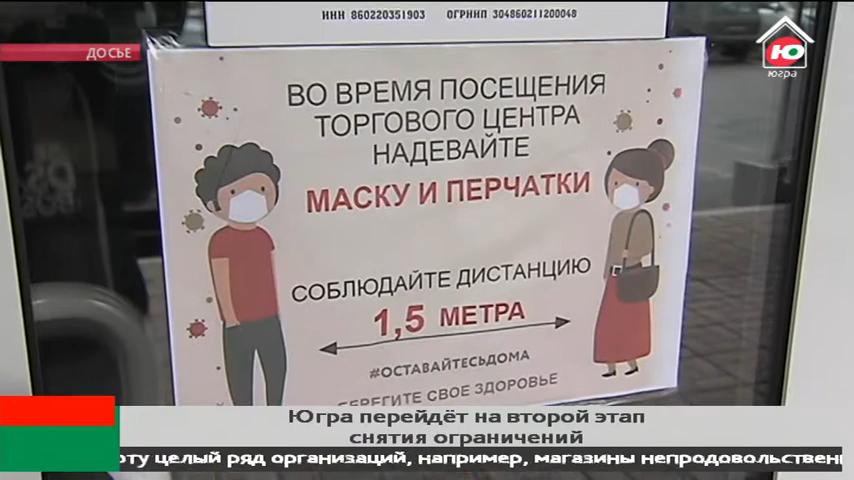 ИНН 860220351903 ОГРНИП 304860211200048
ДОСЬЕ
Ю
югра
ВО ВРЕМЯ ПОСЕЩЕНИЯ
ТОРГОВОГО ЦЕНТРА
НАДЕВАЙТЕ
МАСКУ И ПЕРЧАТКИ
СОБЛЮДАЙТЕ ДИСТАНЦИЮ
1,5 МЕТРА
#ОСТАВАЙТЕСЬДОМА
БЕРЕГИТЕ СВОЕ ЗДОРОВЬЕ
Югра перейдёт на второй этап
снятия ограничений
оту целый ряд организаций, например, магазины непродовольствен